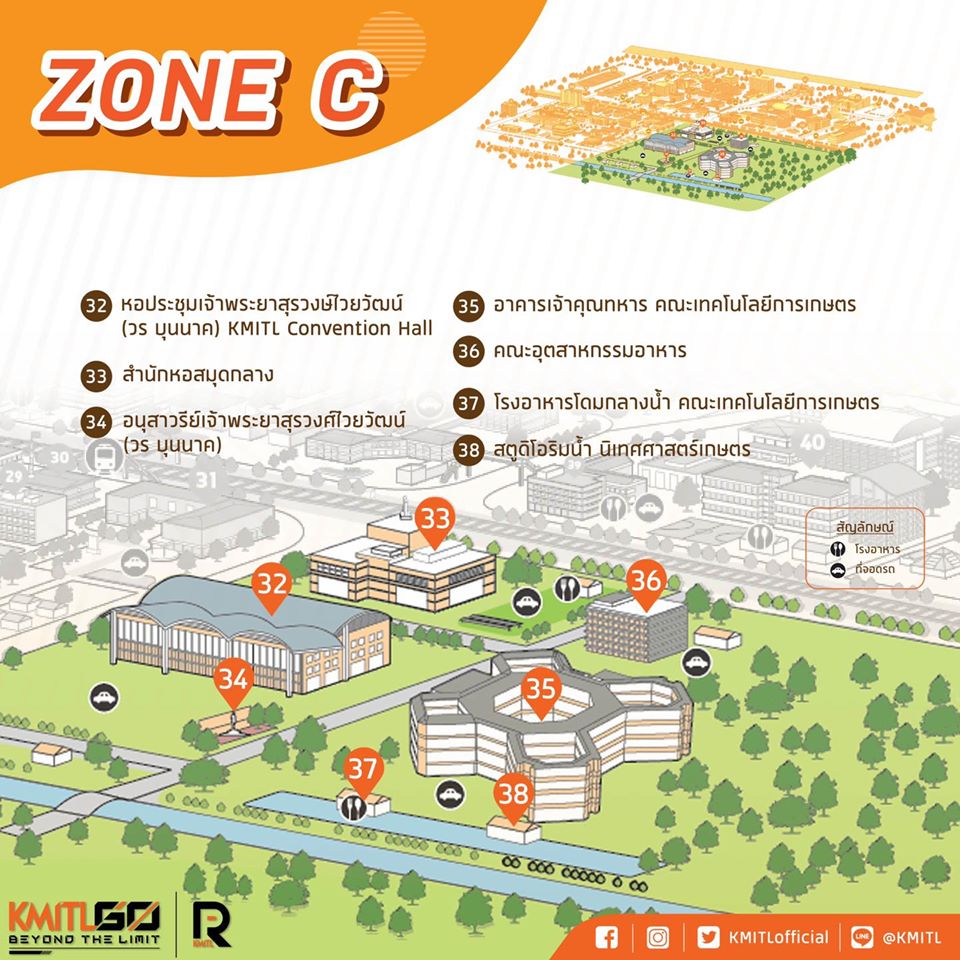 ZONE C
32 หอประชุมเจ้าพระยาสุรวงษ์ไวยวัฒน์
(วร บุนนาค) KMITL Convention Hall
33 สำนักหอสมุดกลาง
34 อนุสาวรีย์เจ้าพระยาสุรวงศ์ไวยวัฒน์
(วร บุนนาค)
35 อาคารเจ้าคุณทหาร คณะเทคโนโลยีการเกษตร
36 คณะอุตสาหกรรมอาหาร
37 โรงอาหารโดมกลางน้ำ คณะเทคโนโลยีการเกษตร
38 สตูดิโอริมน้ำ นิเทศศาสตร์เกษตร
29
30
31
39
40
สัญลักษณ์
โรงอาหาร
ที่จอดรถ
33
32
36
34
35
37
38
KMITLGO
BEYOND THE LIMIT
R
KMITL
KMITLofficial
LINE
@KMITL